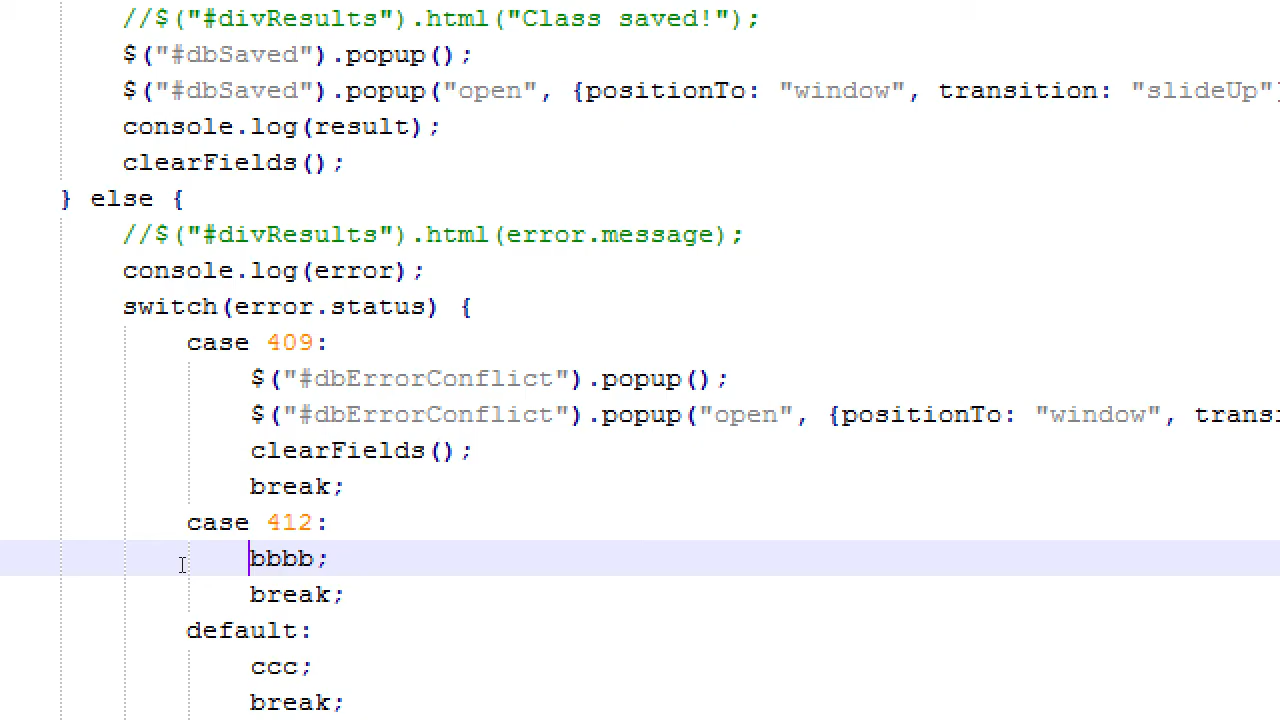 //$("#divResults").html("Class saved!");
$("#dbSaved").popup();
$("#dbSaved").popup("open", {positionTo: "window", transition: "slideUp"}
console.log(result);
clearFields();
} else {
//$("#divResults").html(error.message);
console.log(error);
switch(error.status) {
case 409:
$("#dbErrorConflict").popup();
$("#dbErrorConflict").popup("open", {positionTo: "window", transi
clearFields();
break;
case 412:
bbbb;
break;
default:
ccc;
break;